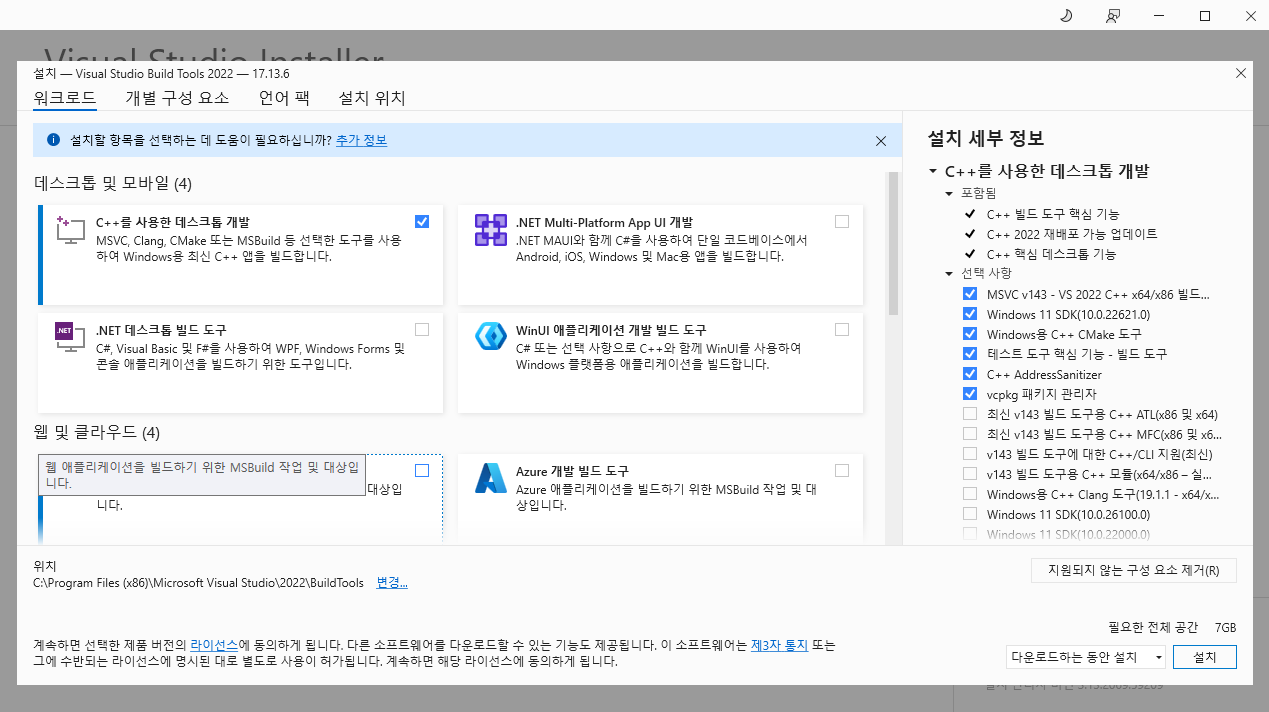 Visual Studio Installer
설치 — Visual Studio Build Tools 2022 — 17.13.6
워크로드 개별 구성 요소 언어 팩 설치 위치
설치할 항목을 선택하는 데 도움이 필요하십니까? 추가 정보
데스크톱 및 모바일 (4)
C++를 사용한 데스크톱 개발
MSVC, Clang, CMake 또는 MSBuild 등 선택한 도구를 사용
하여 Windows용 최신 C++ 앱을 빌드합니다.
.NET Multi-Platform App UI 개발
.NET MAUI와 함께 C#을 사용하여 단일 코드베이스에서
Android, iOS, Windows 및 Mac용 앱을 빌드합니다.
.NET
.NET 데스크톱 빌드 도구
C#, Visual Basic 및 F#을 사용하여 WPF, Windows Forms 및
콘솔 애플리케이션을 빌드하기 위한 도구입니다.
WinUI 애플리케이션 개발 빌드 도구
C# 또는 선택 사항으로 C++와 함께 WinUI를 사용하여
Windows 플랫폼용 애플리케이션을 빌드합니다.
웹 및 클라우드 (4)
웹 애플리케이션을 빌드하기 위한 MSBuild 작업 및 대상입
니다.
대상입
니다.
Azure 개발 빌드 도구
Azure 애플리케이션을 빌드하기 위한 MSBuild 작업 및 대
상입니다.
설치 세부 정보
C++를 사용한 데스크톱 개발
포함됨
C++ 빌드 도구 핵심 기능
C++ 2022 재배포 가능 업데이트
C++ 핵심 데스크톱 기능
선택 사항
MSVC v143 - VS 2022 C++ x64/x86 빌드...
Windows 11 SDK(10.0.22621.0)
Windows용 C++ CMake 도구
테스트 도구 핵심 기능 - 빌드 도구
C++ AddressSanitizer
vcpkg 패키지 관리자
최신 v143 빌드 도구용 C++ ATL(x86 및 x64)
최신 v143 빌드 도구용 C++ MFC(x86 및 x6...
v143 빌드 도구에 대한 C++/CLI 지원(최신)
v143 빌드 도구용 C++ 모듈(x64/x86 – 실...
Windows용 C++ Clang 도구(19.1.1 - x64/x...
Windows 11 SDK(10.0.26100.0)
Windows 11 SDK(10.0.22000.0)
위치
C:\Program Files (x86)\Microsoft Visual Studio\2022\BuildTools 변경...
지원되지 않는 구성 요소 제거(R)
필요한 전체 공간 7GB
계속하면 선택한 제품 버전의 라이선스에 동의하게 됩니다. 다른 소프트웨어를 다운로드할 수 있는 기능도 제공됩니다. 이 소프트웨어는 제3자 통지 또는
그에 수반되는 라이선스에 명시된 대로 별도로 사용이 허가됩니다. 계속하면 해당 라이선스에 동의하게 됩니다.
다운로드하는 동안 설치 설치